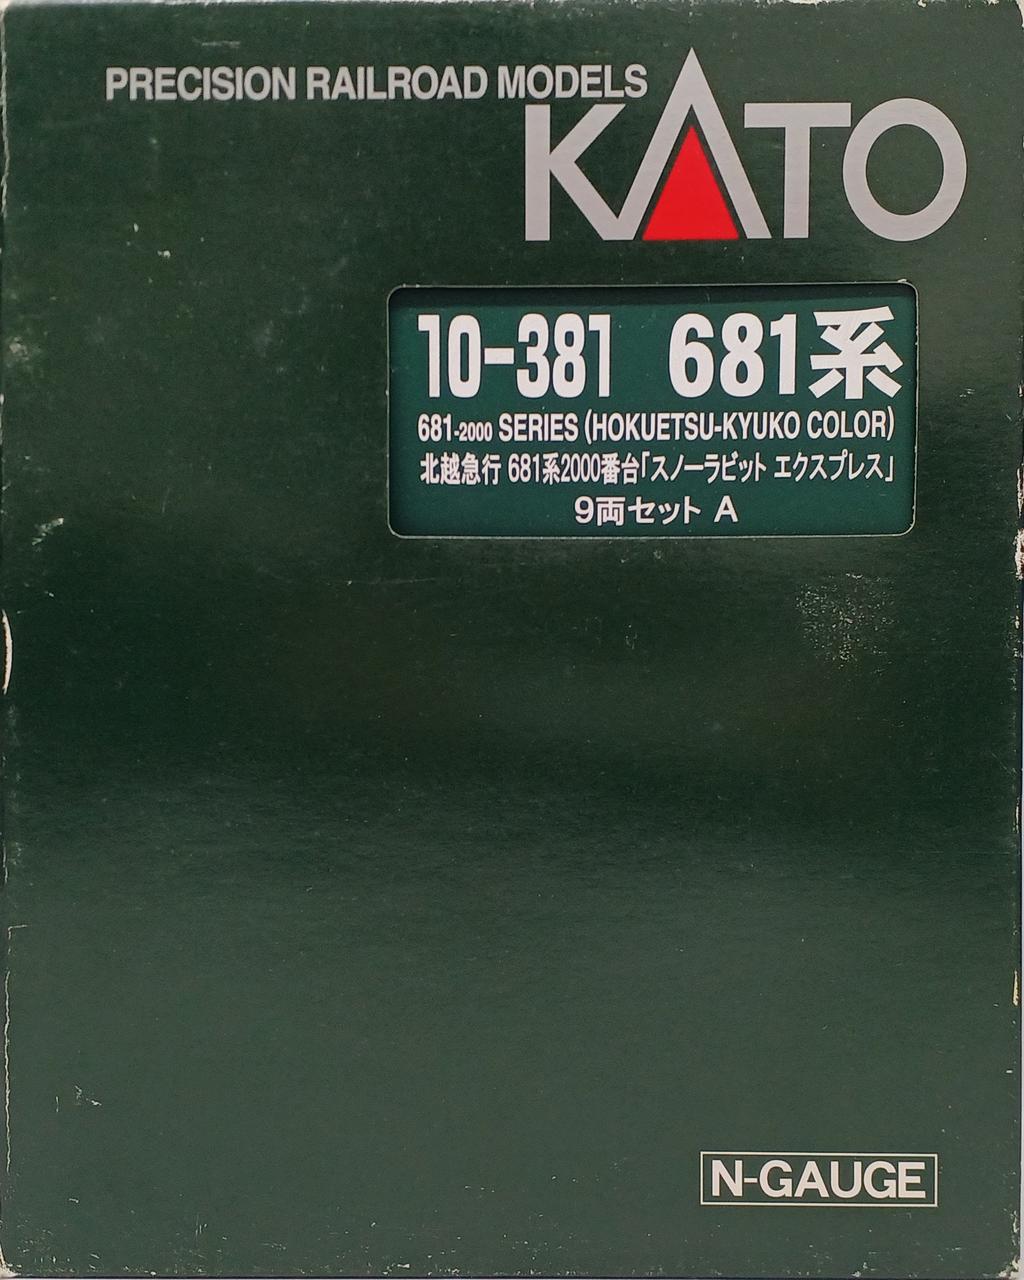 PRECISION RAILROAD MODELS
KATO
10-381 681系
681-2000 SERIES (HOKUETSU-KYUKO COLOR)
北越急行 681系2000番台「スノーラビット エクスプレス」
9両セット A
N-GAUGE